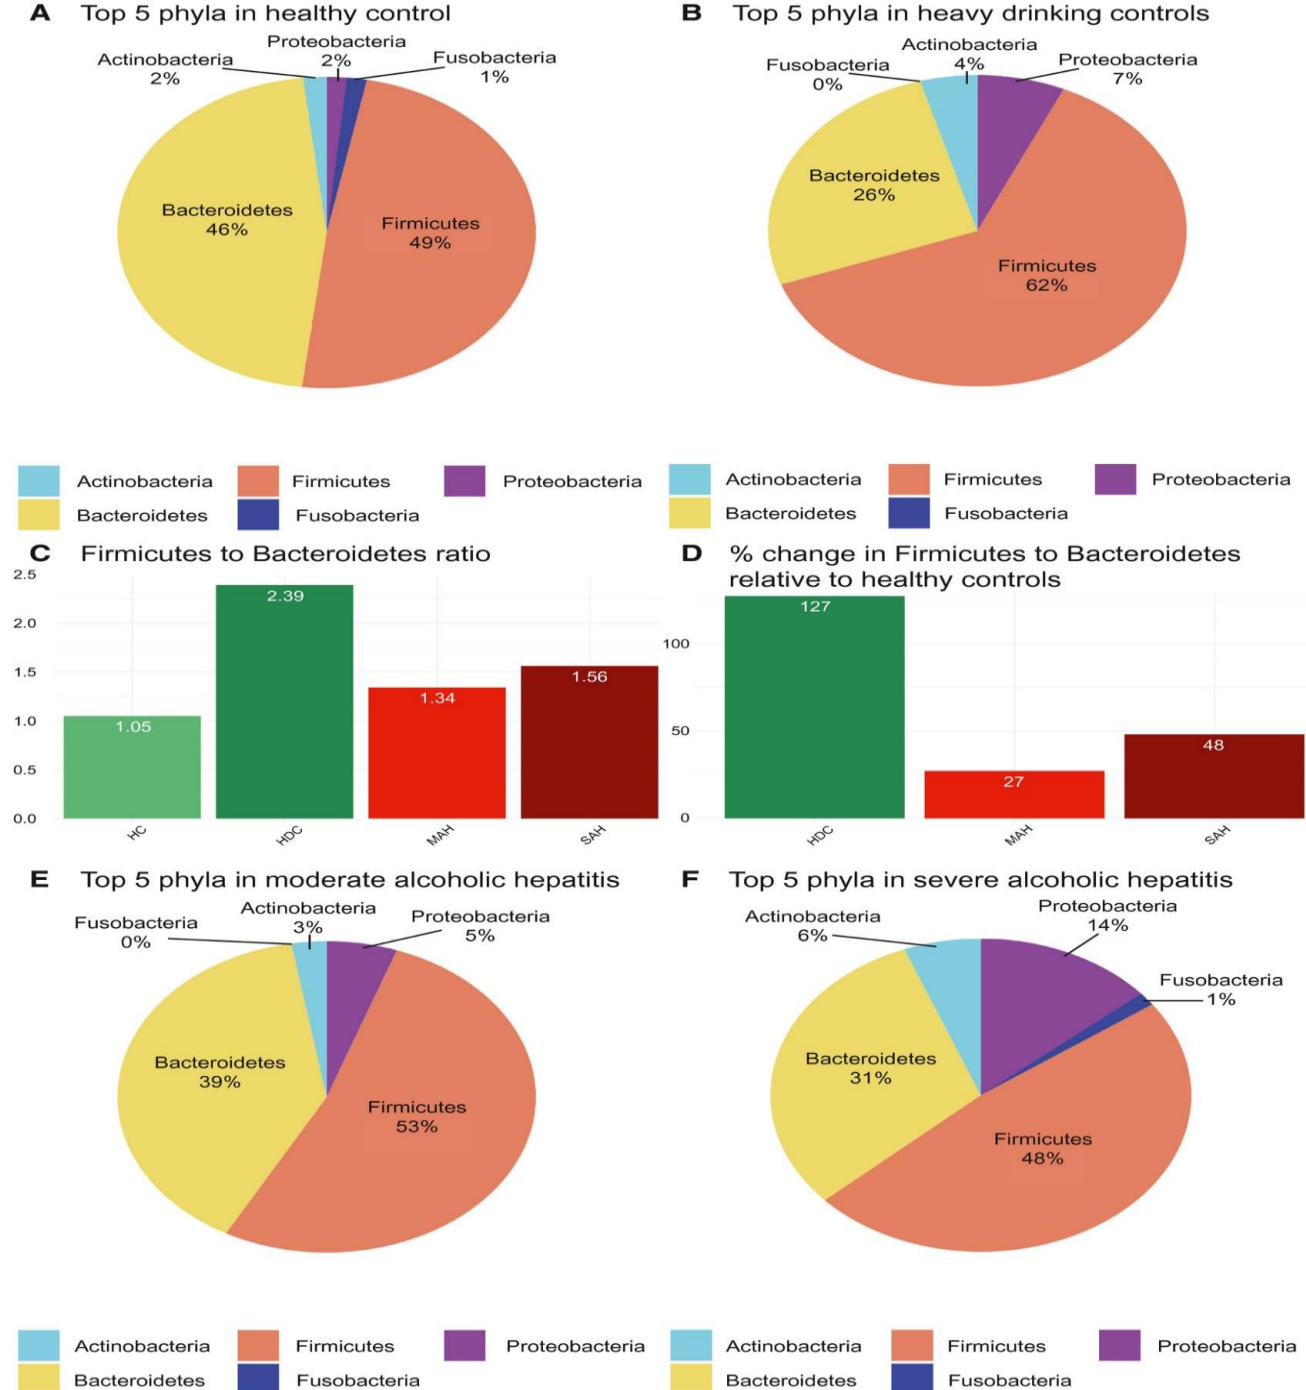 A Top 5 phyla in healthy control
Proteobacteria
2%
Actinobacteria
2%
Fusobacteria
1%
Bacteroidetes
46%
Firmicutes
49%
Actinobacteria Firmicutes Proteobacteria
Bacteroidetes Fusobacteria
B Top 5 phyla in heavy drinking controls
Actinobacteria
4%
Fusobacteria
0%
Proteobacteria
7%
Bacteroidetes
26%
Firmicutes
62%
Actinobacteria Firmicutes Proteobacteria
Bacteroidetes Fusobacteria
C Firmicutes to Bacteroidetes ratio
2.5
2.0
1.5
1.0
0.5
0.0
1.05
2.39
1.34
1.56
HC HDC MAH SAH
D % change in Firmicutes to Bacteroidetes
relative to healthy controls
100
50
0
127
27
48
HDC MAH SAH
E Top 5 phyla in moderate alcoholic hepatitis
Actinobacteria
3%
Fusobacteria
0%
Proteobacteria
5%
Bacteroidetes
39%
Firmicutes
53%
Actinobacteria Firmicutes Proteobacteria
Bacteroidetes Fusobacteria
F Top 5 phyla in severe alcoholic hepatitis
Proteobacteria
14%
Actinobacteria
6%
Fusobacteria
1%
Bacteroidetes
31%
Firmicutes
48%
Actinobacteria Firmicutes Proteobacteria
Bacteroidetes Fusobacteria